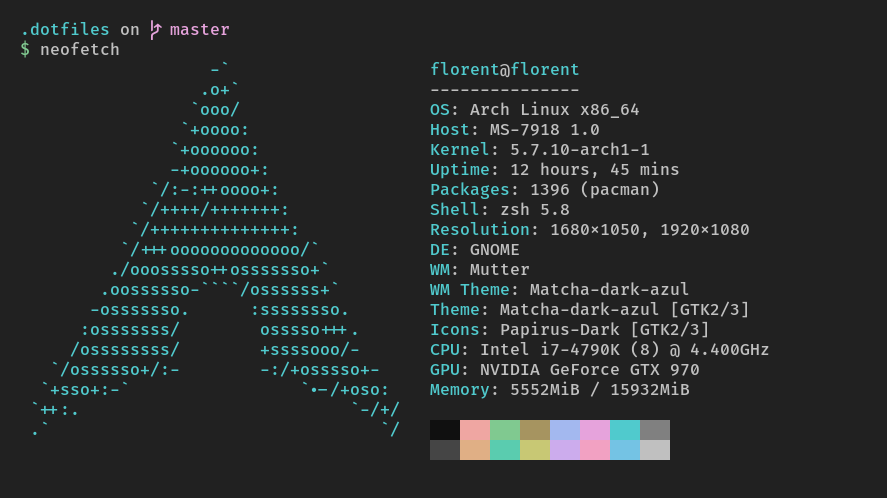 .dotfiles on master
$ neofetch
-`
.o+`
`ooo/
`+oooo:
`+oooooo:
-+oooooo+:
`/:-:++oooo+:
`/++++/+++++++:
`/++++++++++++++:
`/+++ooooooooooooo/`
./ooosssso++osssssso+`
.oossssso-````/ossssss+`
-osssssso. :ssssssso.
:osssssss/ osssso+++.
/ossssssss/ +ssssooo/-
`/ossssso+/:- -:/+osssso+-
`+sso+:-` `.-/+oso:
`++:. `-/+/
.` `/
florent@florent
---------------
OS: Arch Linux x86_64
Host: MS-7918 1.0
Kernel: 5.7.10-arch1-1
Uptime: 12 hours, 45 mins
Packages: 1396 (pacman)
Shell: zsh 5.8
Resolution: 1680×1050, 1920×1080
DE: GNOME
WM: Mutter
WM Theme: Matcha-dark-azul
Theme: Matcha-dark-azul [GTK2/3]
Icons: Papirus-Dark [GTK2/3]
CPU: Intel i7-4790K (8) @ 4.400GHz
GPU: NVIDIA GeForce GTX 970
Memory: 5552MiB / 15932MiB